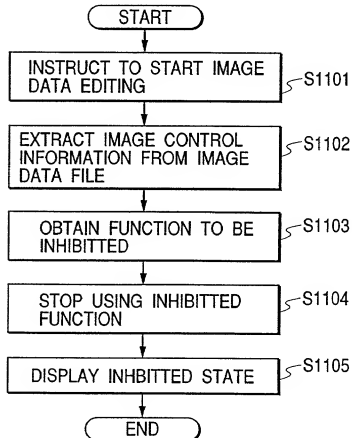 START
INSTRUCT TO START IMAGE
DATA EDITING
S1101
EXTRACT IMAGE CONTROL
INFORMATION FROM IMAGE
DATA FILE
S1102
OBTAIN FUNCTION TO BE
INHIBITTED
S1103
STOP USING INHIBITTED
FUNCTION
S1104
DISPLAY INHBITTED STATE
S1105
END